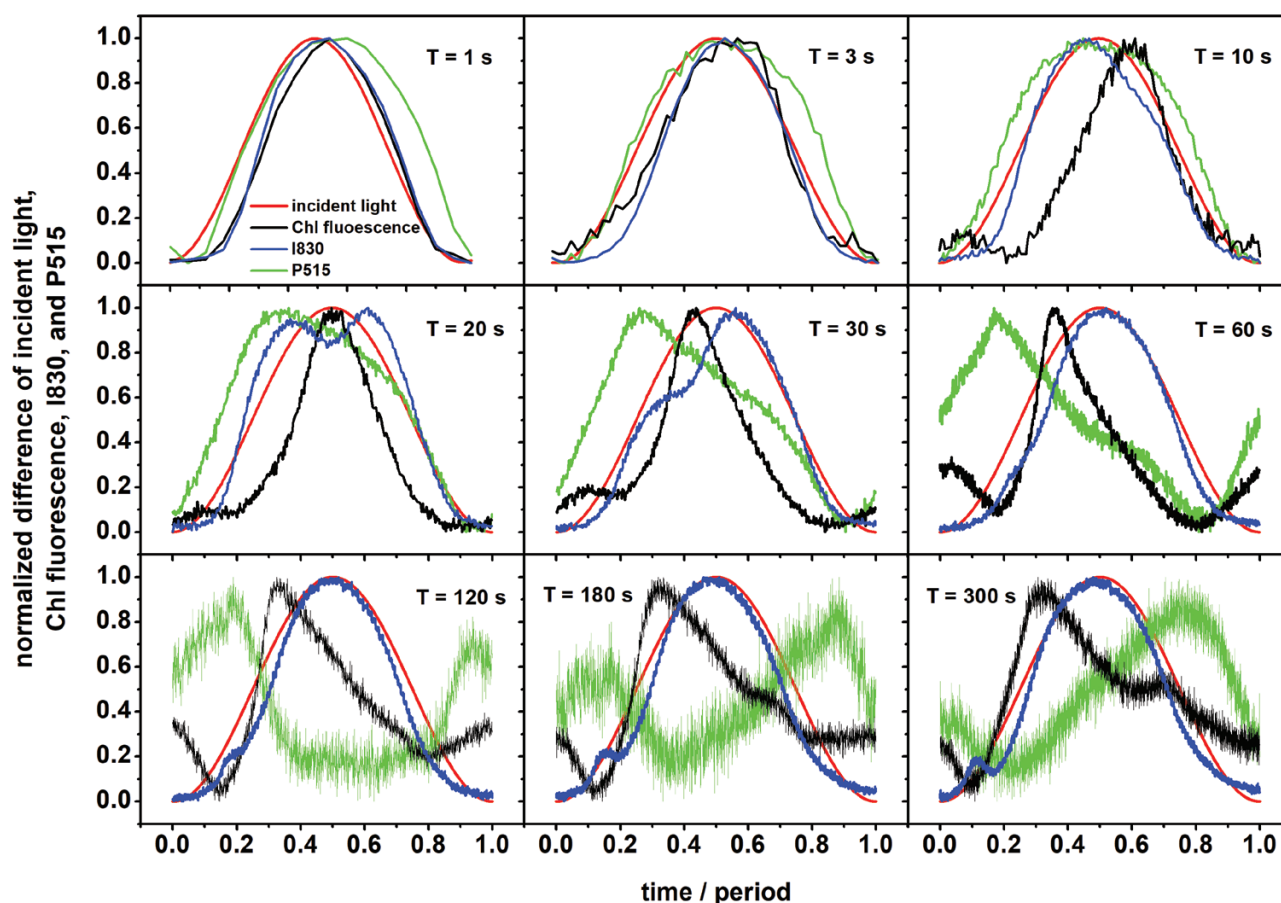 normalized difference of incident light,
Chl fluorescence, I830, and P515
1.0
0.8
0.6
0.4
0.2
0.0
T = 1 s
incident light
Chl fluoescence
I830
P515
T = 3 s
T = 10 s
1.0
0.8
0.6
0.4
0.2
0.0
T = 20 s
T = 30 s
T = 60 s
1.0
0.8
0.6
0.4
0.2
0.0
T = 120 s
T = 180 s
T = 300 s
0.0 0.2 0.4 0.6 0.8 1.0
0.0 0.2 0.4 0.6 0.8 1.0
0.0 0.2 0.4 0.6 0.8 1.0
time / period